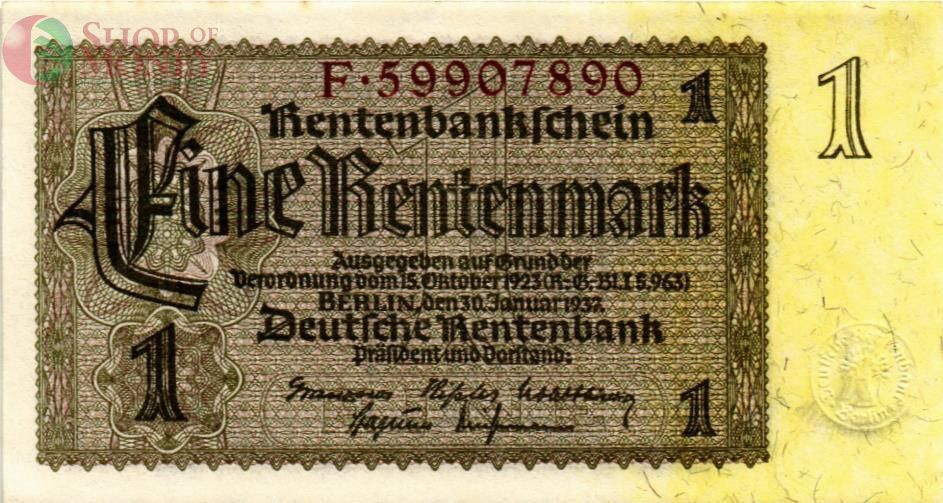 SHOP OF
MONEY
F·59907890
1
1
Rentenbankschein
Eine Rentenmark
Ausgegeben auf Grund der
Verordnung vom 15. Oktober 1923 (R.-G.-Bl. I S. 963)
BERLIN, den 30. Januar 1937.
Deutsche Rentenbank
Präsident und Vorstand:
1
1
Berlin